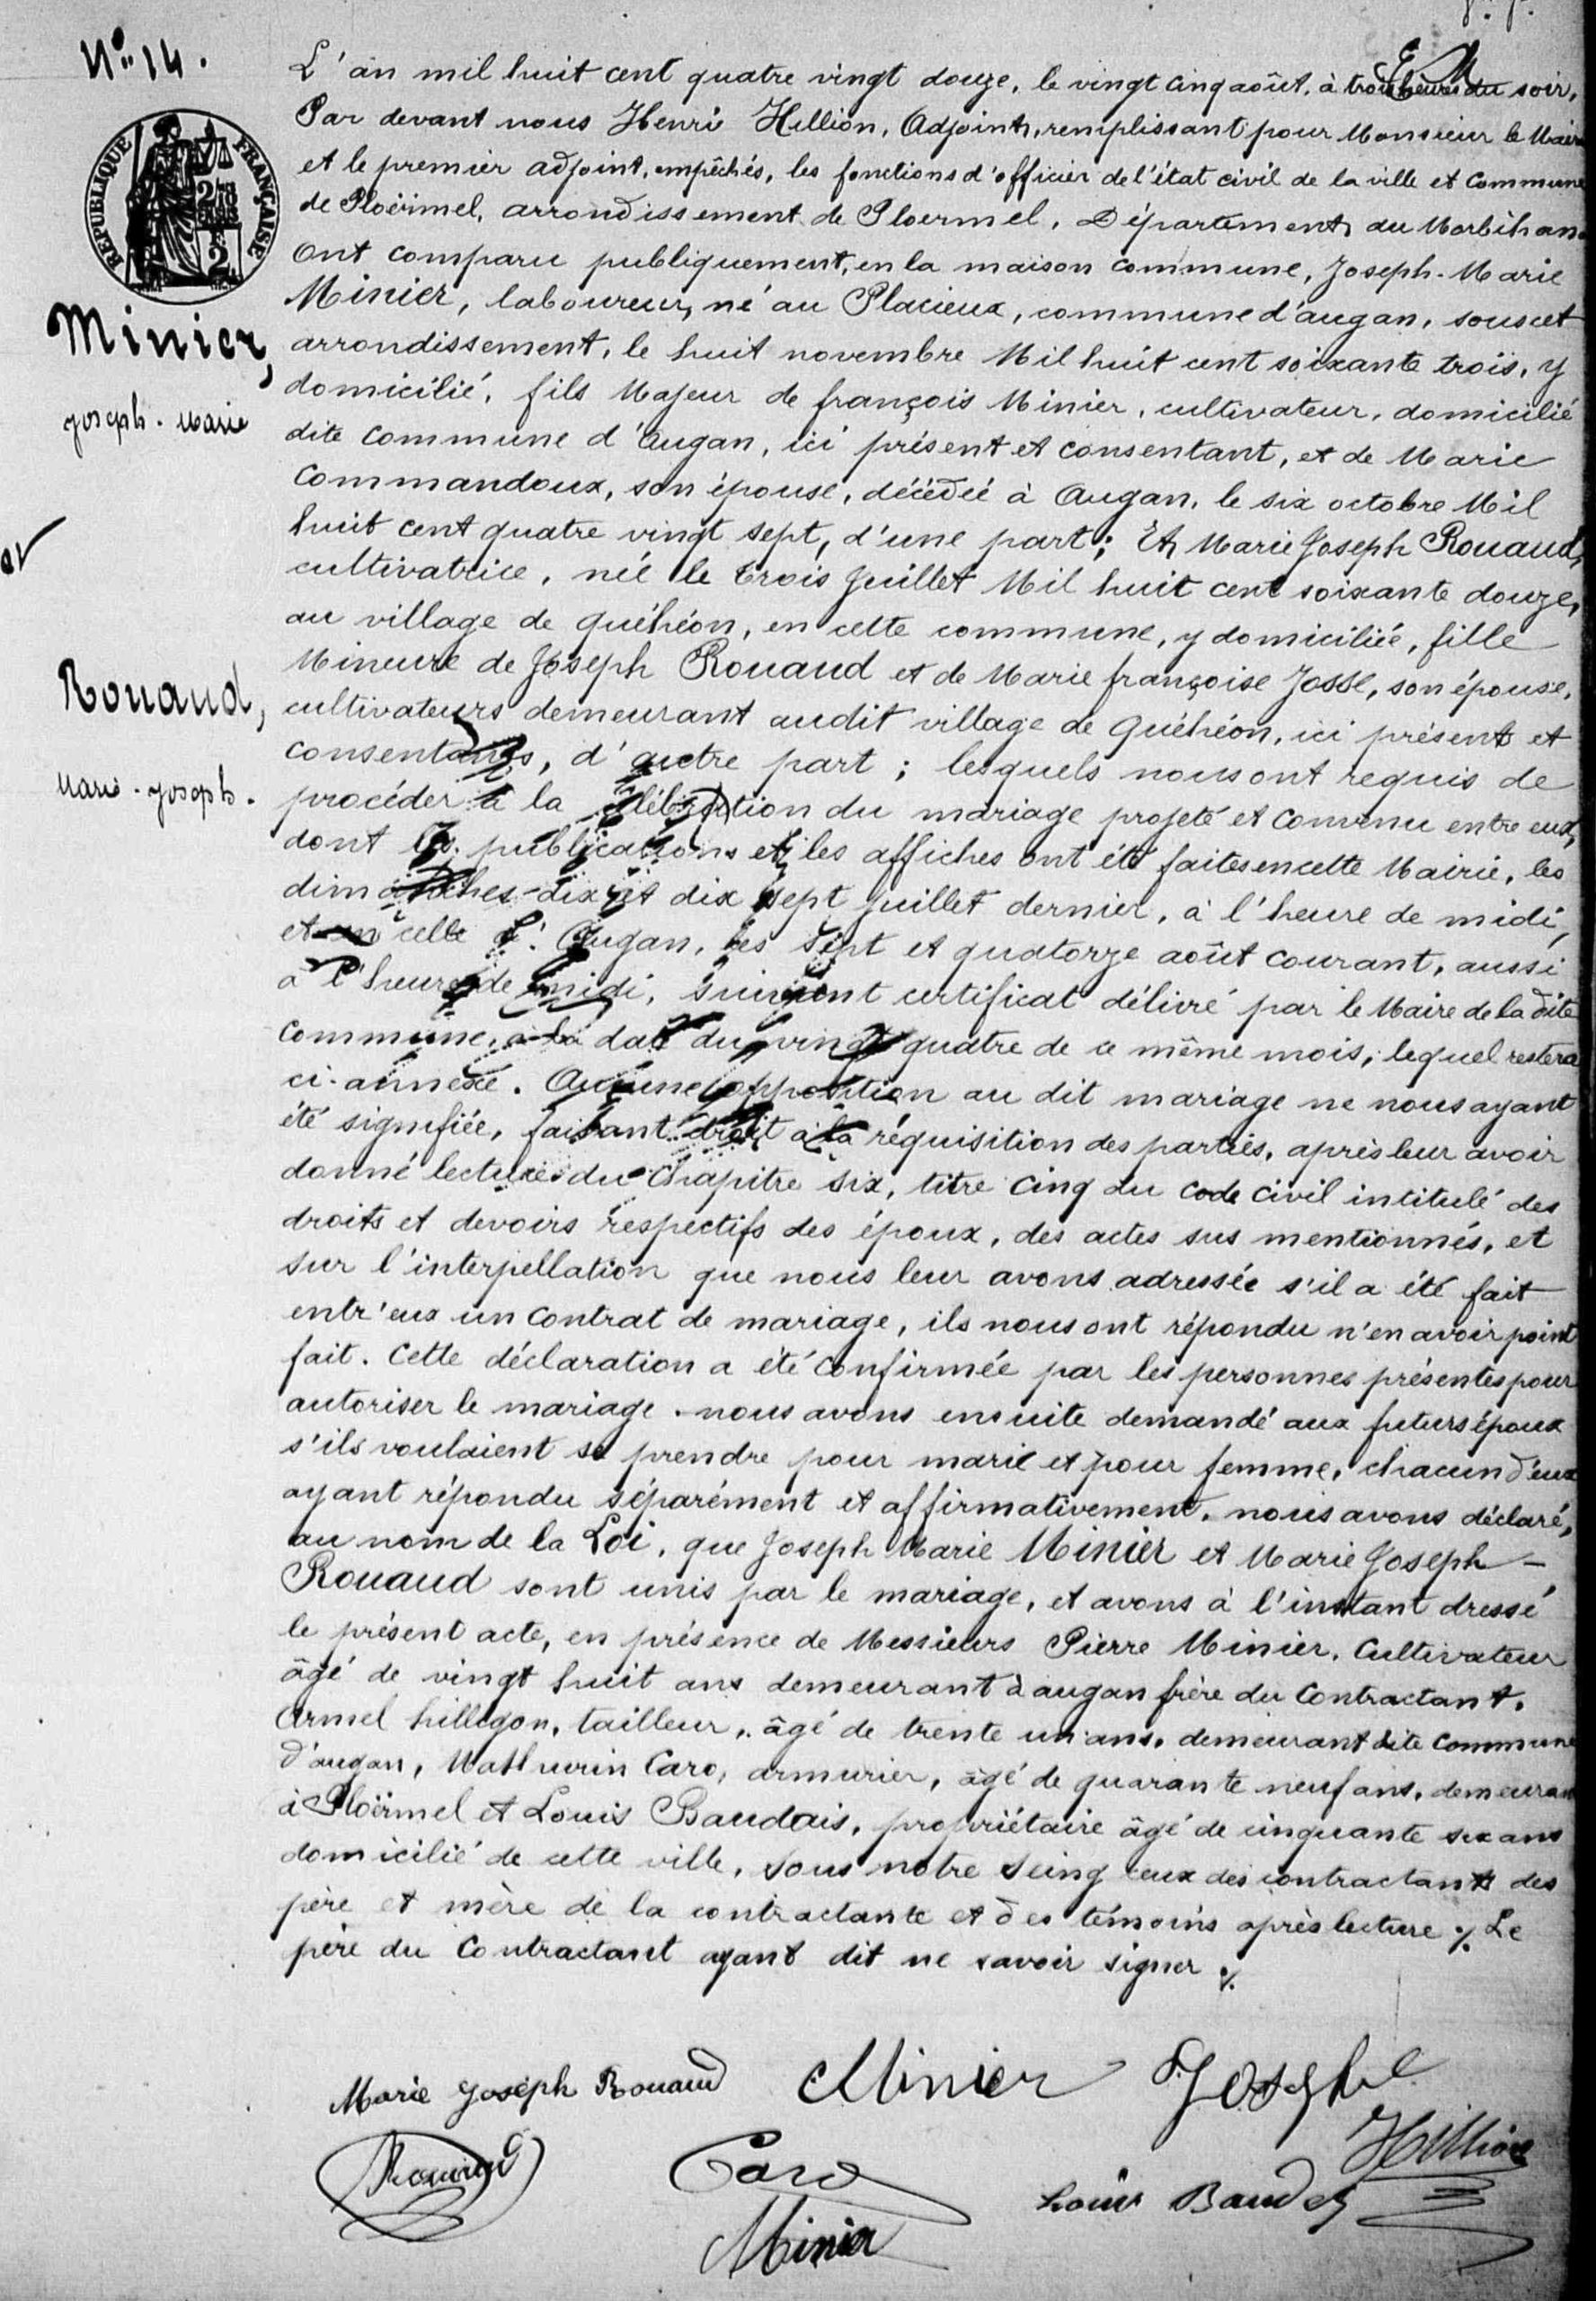 N° 14.
L'an mil huit cent quatre vingt douze, le vingt cinq août, à trois heures du soir,
Par devant nous Henri Hillion, Adjoint, remplissant pour Monsieur le Maire
et le premier adjoint, empêchés, les fonctions d'officier de l'état civil de la ville et Commune
de Ploërmel, arrondissement de Ploermel, Département du Morbihan.
Ont comparu publiquement, en la maison commune, Joseph-Marie
Minier, laboureur, né au Placieux, commune d'augan, sous cet
arrondissement, le huit novembre Mil huit cent soixante trois, y
domicilié, fils Majeur de françois Minier, cultivateur, domicilié
dite commune d'Augan, ici présent et consentant, et de Marie
Commandoux, son épouse, décédée à Augan, le six octobre Mil
huit cent quatre vingt sept, d'une part; Et Marie Joseph Rouaud,
cultivatrice, née le trois Juillet Mil huit cent soixante douze,
au village de Quéhéon, en cette commune, y domiciliée, fille
Mineure de Joseph Rouaud et de Marie françoise Josse, son épouse,
cultivateurs demeurant audit village de Quéhéon, ici présents et
consentants, d'autre part; lesquels nous ont requis de
procéder à la célébration du mariage projeté et convenu entre eux,
dont les publications et les affiches ont été faites en cette Mairie, les
dimanches dix et dix sept juillet dernier, à l'heure de midi,
et en celle d'Augan, les sept et quatorze août courant, aussi
à l'heure de midi, suivant certificat délivré par le Maire de la dite
commune, à la date du vingt quatre de ce même mois, lequel restera
ci-annexé. Aucune opposition au dit mariage ne nous ayant
été signifiée, faisant droit à la réquisition des parties, après leur avoir
donné lecture du Chapitre six, titre cinq du code civil intitulé des
droits et devoirs respectifs des époux, des actes sus mentionnés, et
sur l'interpellation que nous leur avons adressée s'il a été fait
entr'eux un contrat de mariage, ils nous ont répondu n'en avoir point
fait. Cette déclaration a été confirmée par les personnes présentes pour
autoriser le mariage. nous avons ensuite demandé aux futurs époux
s'ils voulaient se prendre pour mari et pour femme, chacun d'eux
ayant répondu séparément et affirmativement, nous avons déclaré,
au nom de la Loi, que Joseph Marie Minier et Marie Joseph -
Rouaud sont unis par le mariage, et avons à l'instant dressé
le présent acte, en présence de Messieurs Pierre Minier, Cultivateur
âgé de vingt huit ans demeurant à augan frère du Contractant,
Armel hillegon, tailleur, âgé de trente un ans, demeurant dite Commune
d'augan, Mathurin Caro, armurier, âgé de quarante neuf ans, demeurant
à Ploërmel et Louis Baudais, propriétaire âgé de cinquante six ans
domicilié de cette ville, Sous notre Seing ceux des contractants des
père et mère de la contractante et des témoins après lecture ./. Le
père du Contractant ayant dit ne savoir signer ./.
RÉPUBLIQUE FRANÇAISE
2
Minier,
Joseph-Marie
et
Rouaud,
Marie-Joseph.
Marie Joseph Rouaud Minier Joseph
Rouaud Caro Louis Baudais Hillion
Minier